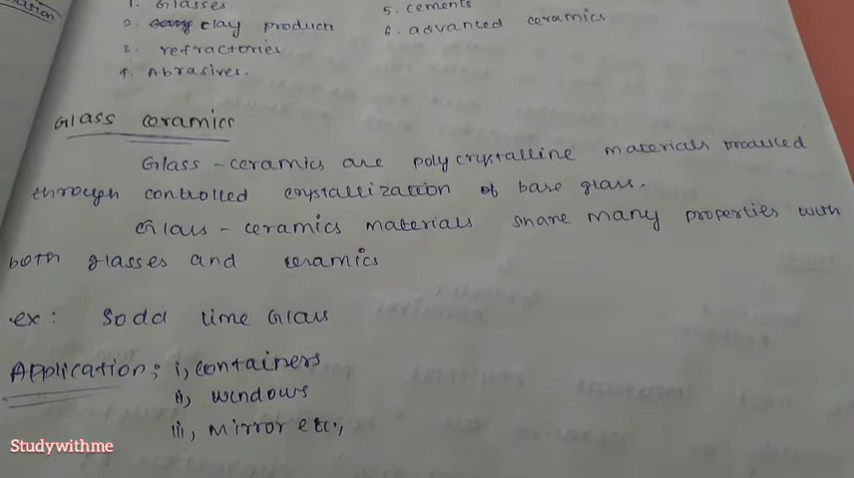 1. Glasses
2. clay products
3. refractories
4. Abrasives.
5. cements
6. advanced ceramics
Glass ceramics
Glass - ceramics are polycrystalline materials produced
through controlled crystallization of base glass.
Glass - ceramics materials share many properties with
both glasses and ceramics
ex: Soda lime Glass
Application: i, containers
ii, windows
iii, mirror etc.,
Studywithme